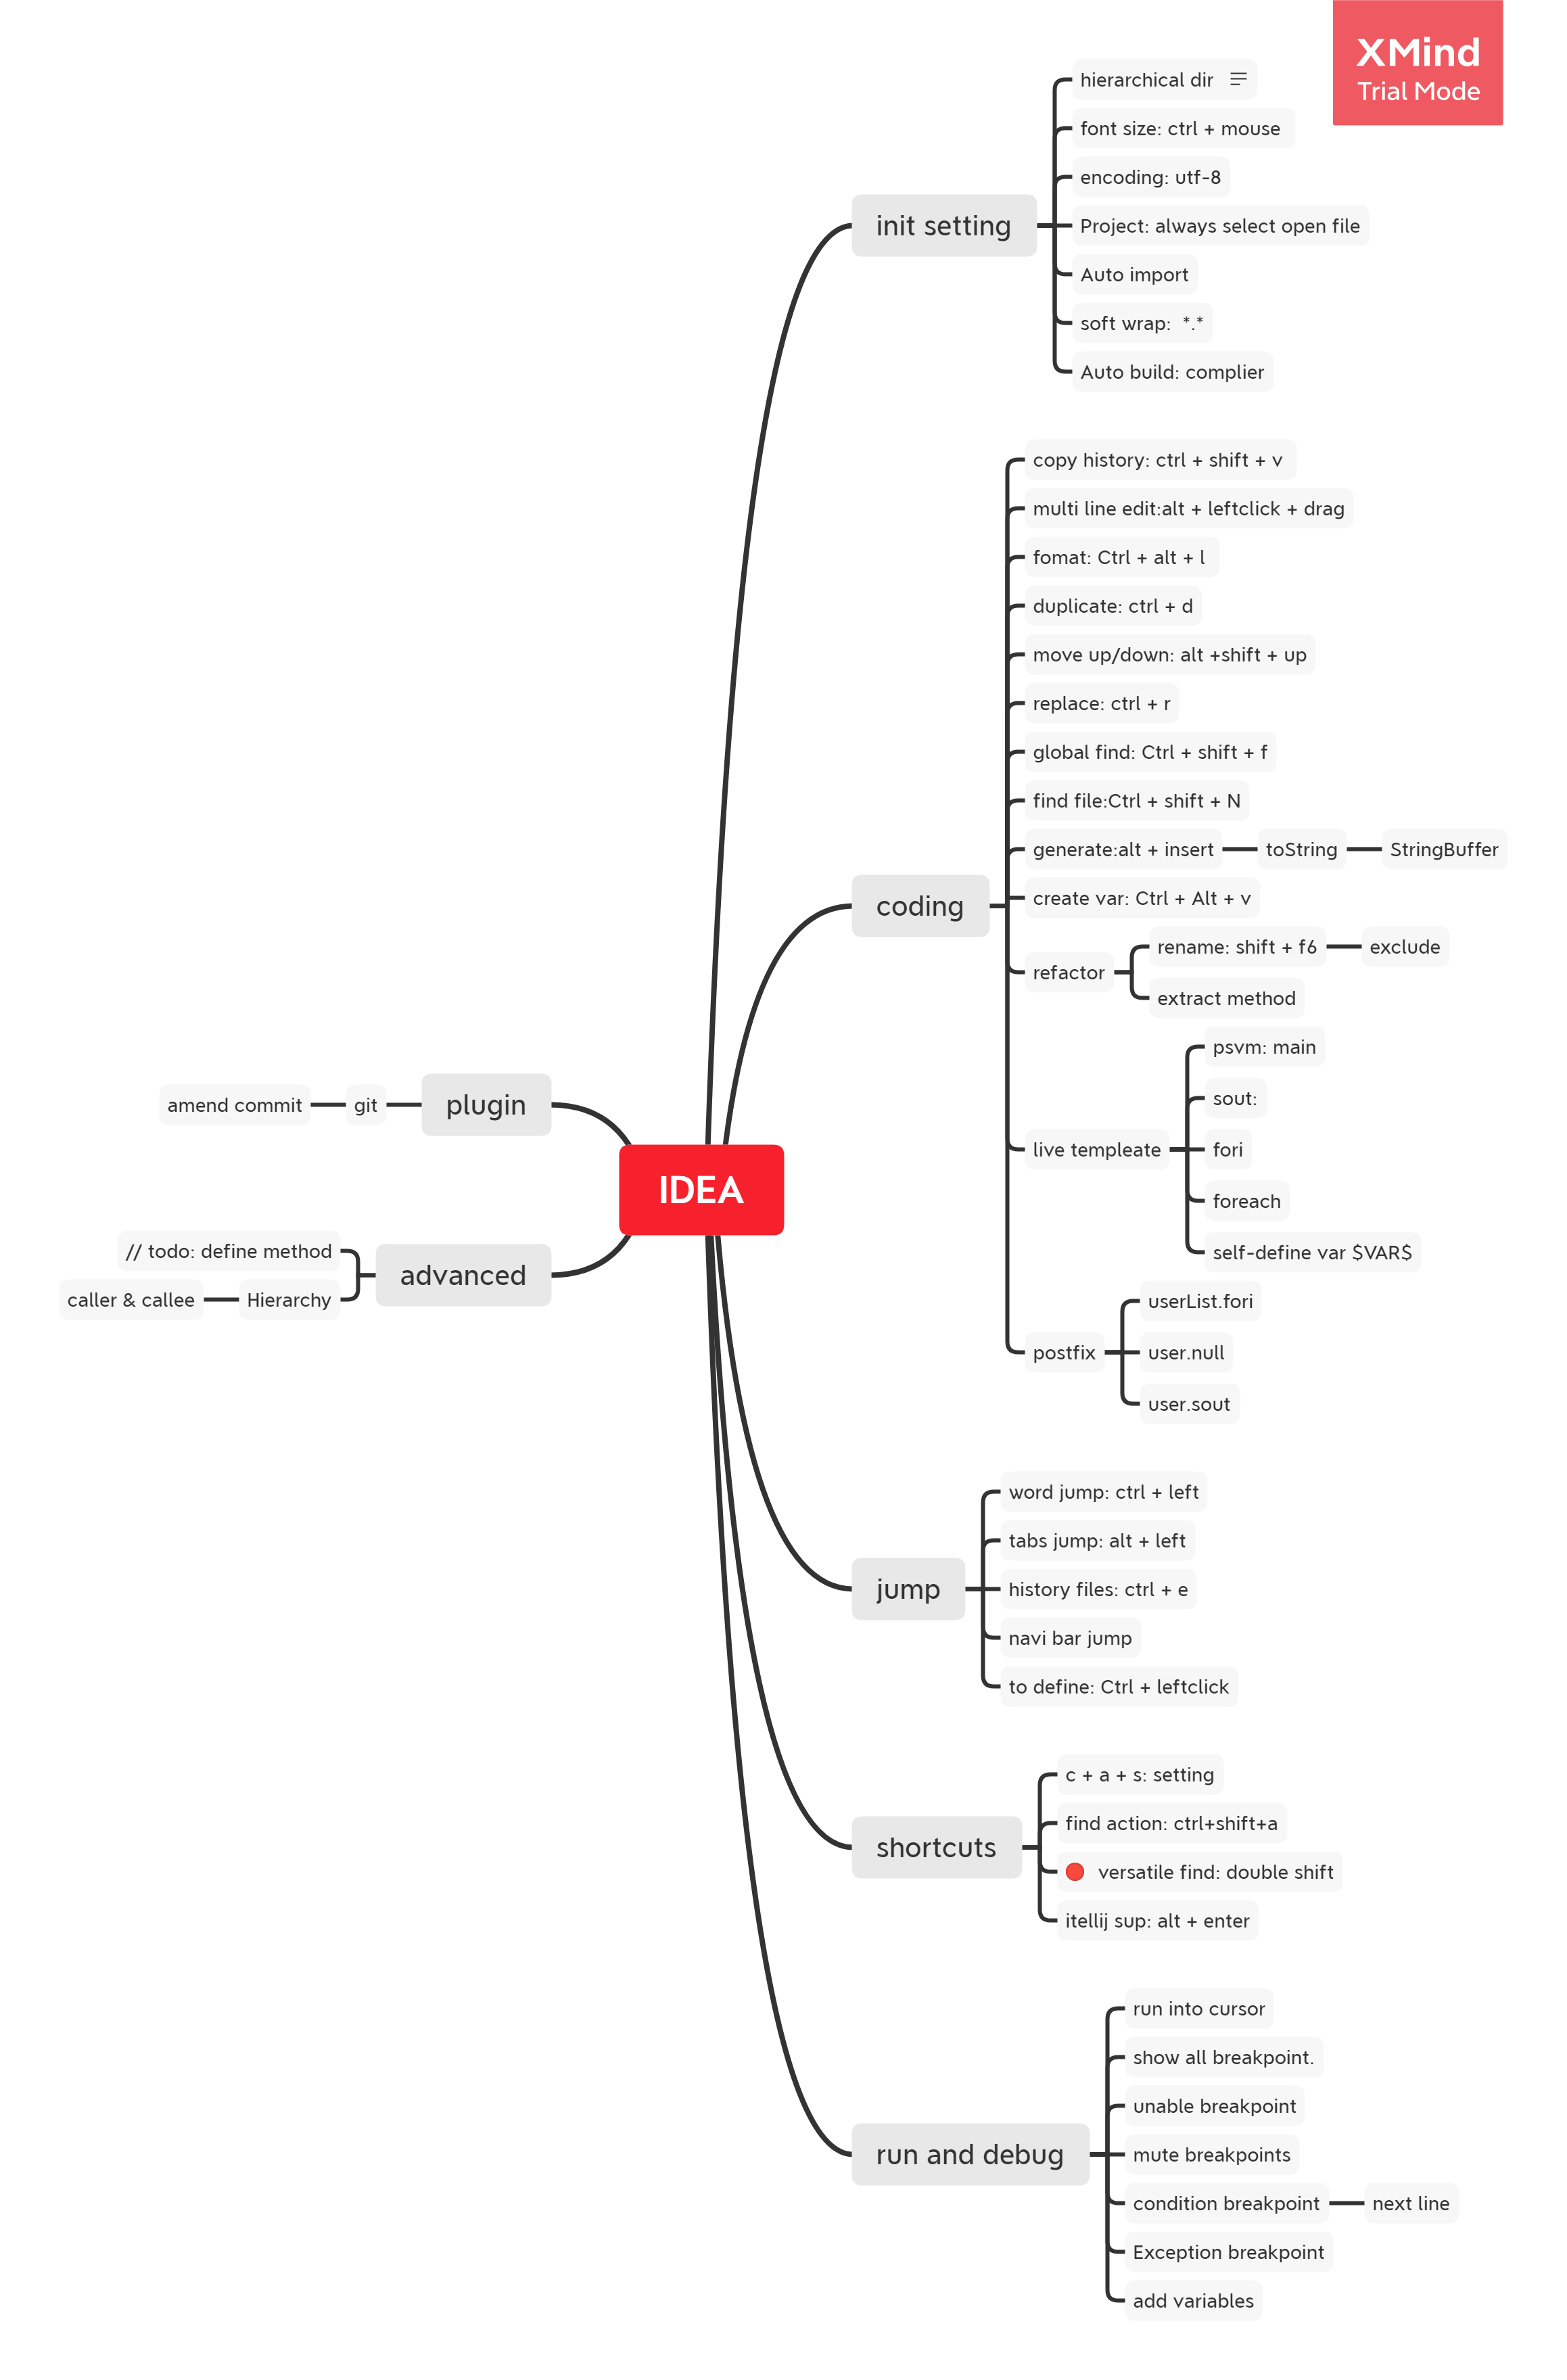 XMind
Trial Mode
IDEA
init setting
hierarchical dir
font size: ctrl + mouse
encoding: utf-8
Project: always select open file
Auto import
soft wrap:  *.*
Auto build: complier
coding
copy history: ctrl + shift + v
multi line edit:alt + leftclick + drag
fomat: Ctrl + alt + l
duplicate: ctrl + d
move up/down: alt +shift + up
replace: ctrl + r
global find: Ctrl + shift + f
find file:Ctrl + shift + N
generate:alt + insert
toString
StringBuffer
create var: Ctrl + Alt + v
refactor
rename: shift + f6
exclude
extract method
live templeate
psvm: main
sout:
fori
foreach
self-define var $VAR$
postfix
userList.fori
user.null
user.sout
jump
word jump: ctrl + left
tabs jump: alt + left
history files: ctrl + e
navi bar jump
to define: Ctrl + leftclick
shortcuts
c + a + s: setting
find action: ctrl+shift+a
versatile find: double shift
itellij sup: alt + enter
run and debug
run into cursor
show all breakpoint.
unable breakpoint
mute breakpoints
condition breakpoint
next line
Exception breakpoint
add variables
plugin
git
amend commit
advanced
// todo: define method
Hierarchy
caller & callee